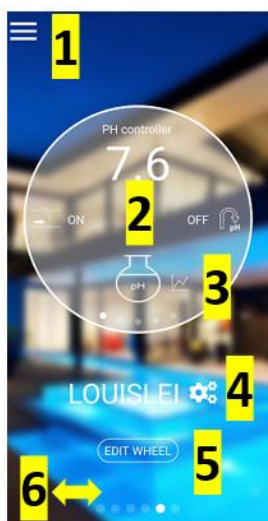 1
PH controller
7.6
2
ON
OFF
pH
pH
3
LOUISLEI
4
EDIT WHEEL
5
6